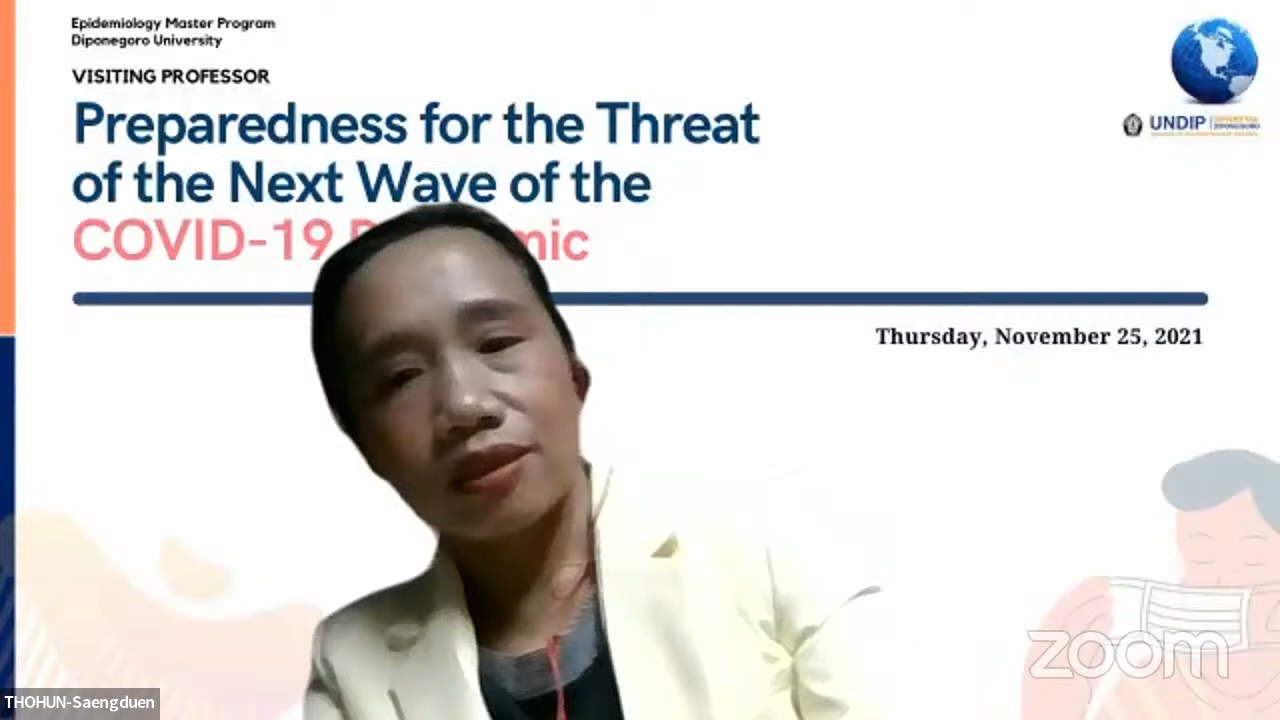 Epidemiology Master Program
Diponegoro University
VISITING PROFESSOR
Preparedness for the Threat
of the Next Wave of the
COVID-19 P mic
UNDIP
Thursday, November 25, 2021
zoom
THOHUN-Saengduen